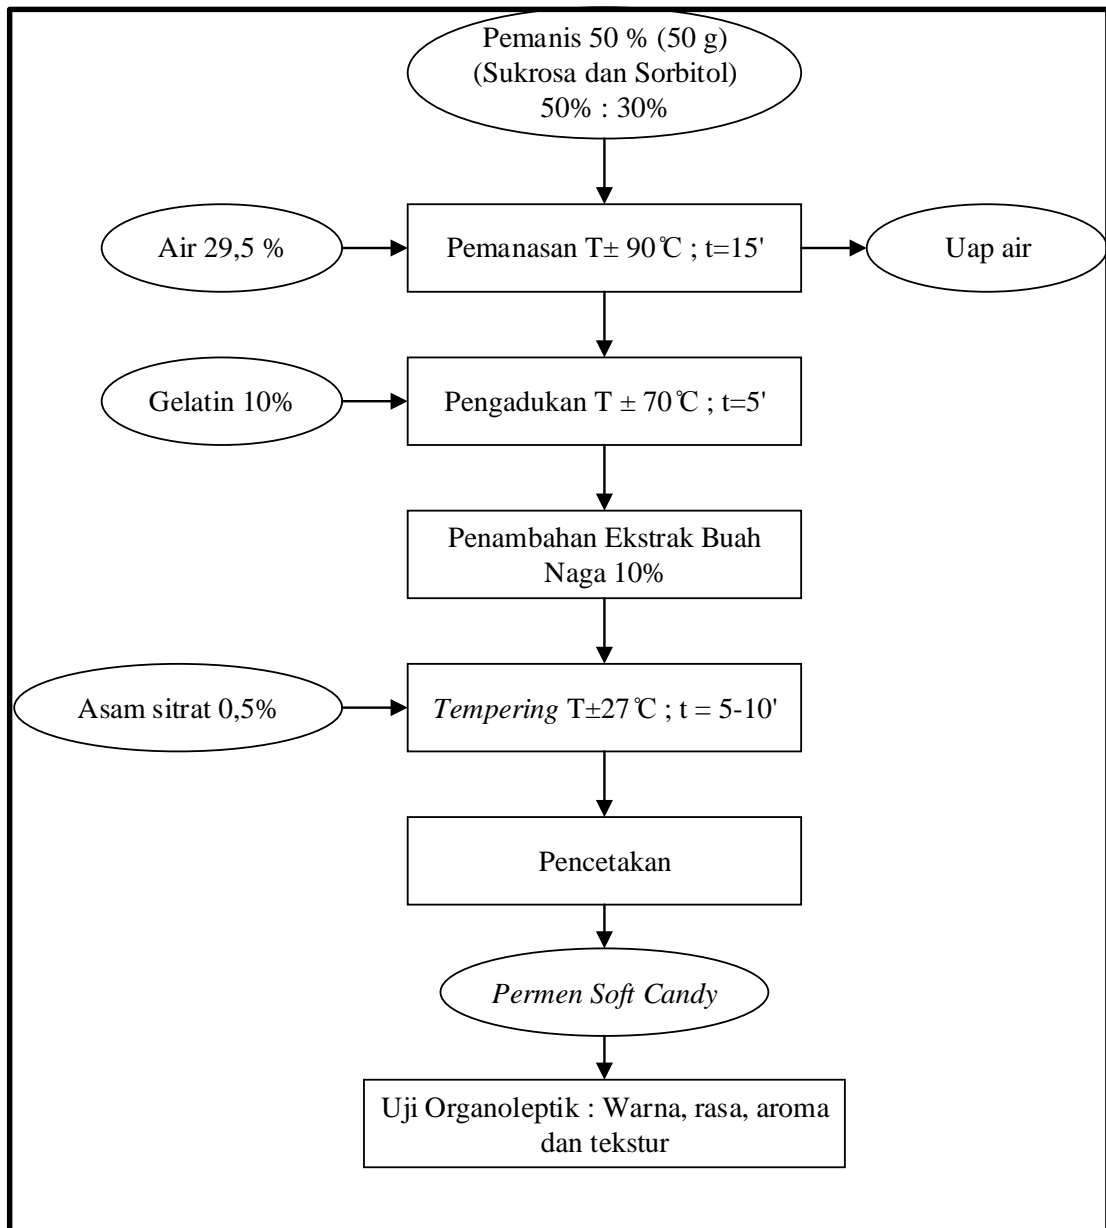 Pemanis 50 % (50 g)
(Sukrosa dan Sorbitol)
50% : 30%
Air 29,5 %
Pemanasan T± 90℃ ; t=15'
Uap air
Gelatin 10%
Pengadukan T ± 70℃ ; t=5'
Penambahan Ekstrak Buah
Naga 10%
Asam sitrat 0,5%
Tempering T±27℃ ; t = 5-10'
Pencetakan
Permen Soft Candy
Uji Organoleptik : Warna, rasa, aroma
dan tekstur